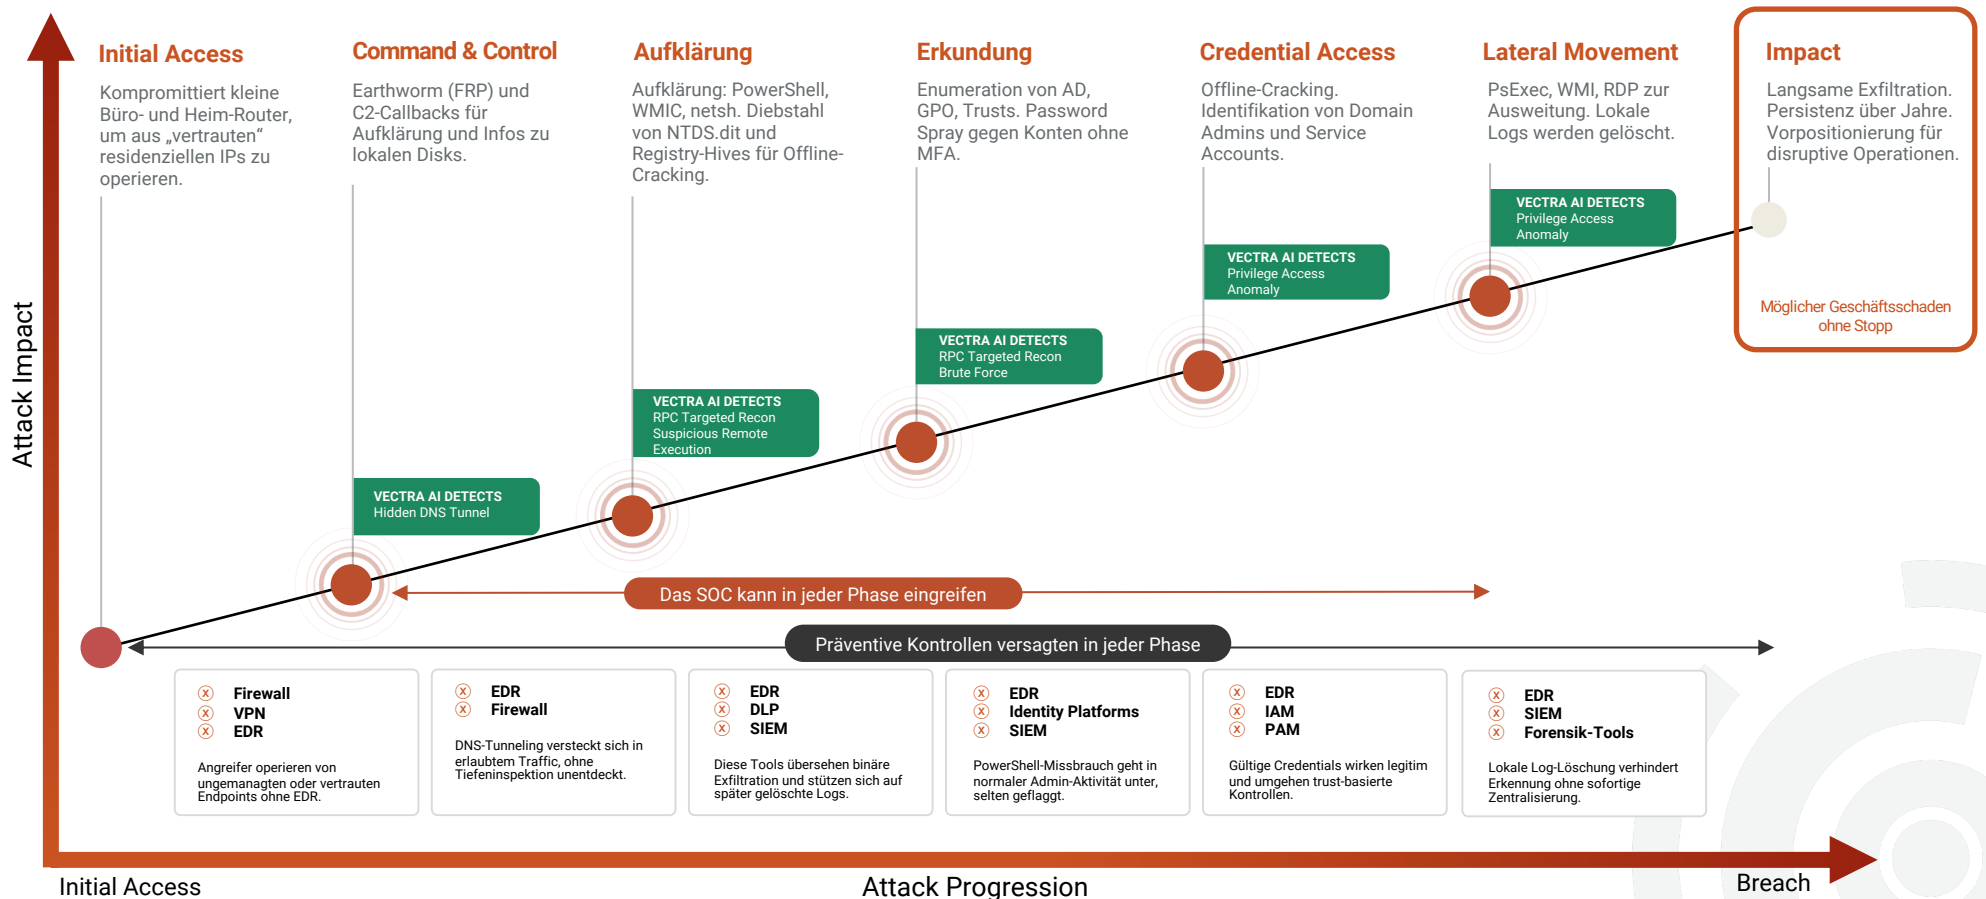 Initial Access
Kompromittiert kleine
Büro- und Heim-Router,
um aus „vertrauten“
residenziellen IPs zu
operieren.
Command & Control
Earthworm (FRP) und
C2-Callbacks für
Aufklärung und Infos zu
lokalen Disks.
Aufklärung
Aufklärung: PowerShell,
WMIC, netsh. Diebstahl
von NTDS.dit und
Registry-Hives für Offline-
Cracking.
Erkundung
Enumeration von AD,
GPO, Trusts. Password
Spray gegen Konten ohne
MFA.
Credential Access
Offline-Cracking.
Identifikation von Domain
Admins und Service
Accounts.
Lateral Movement
PsExec, WMI, RDP zur
Ausweitung. Lokale
Logs werden gelöscht.
Impact
Langsame Exfiltration.
Persistenz über Jahre.
Vorpositionierung für
disruptive Operationen.
Möglicher Geschäftsschaden
ohne Stopp
VECTRA AI DETECTS
Hidden DNS Tunnel
VECTRA AI DETECTS
RPC Targeted Recon
Suspicious Remote
Execution
VECTRA AI DETECTS
RPC Targeted Recon
Brute Force
VECTRA AI DETECTS
Privilege Access
Anomaly
VECTRA AI DETECTS
Privilege Access
Anomaly
Attack Impact
Das SOC kann in jeder Phase eingreifen
Präventive Kontrollen versagten in jeder Phase
x Firewall
x VPN
x EDR
Angreifer operieren von
ungemanagten oder vertrauten
Endpoints ohne EDR.
x EDR
x Firewall
DNS-Tunneling versteckt sich in
erlaubtem Traffic, ohne
Tiefeninspektion unentdeckt.
x EDR
x DLP
x SIEM
Diese Tools übersehen binäre
Exfiltration und stützen sich auf
später gelöschte Logs.
x EDR
x Identity Platforms
x SIEM
PowerShell-Missbrauch geht in
normaler Admin-Aktivität unter,
selten geflaggt.
x EDR
x IAM
x PAM
Gültige Credentials wirken legitim
und umgehen trust-basierte
Kontrollen.
x EDR
x SIEM
x Forensik-Tools
Lokale Log-Löschung verhindert
Erkennung ohne sofortige
Zentralisierung.
Initial Access
Attack Progression
Breach